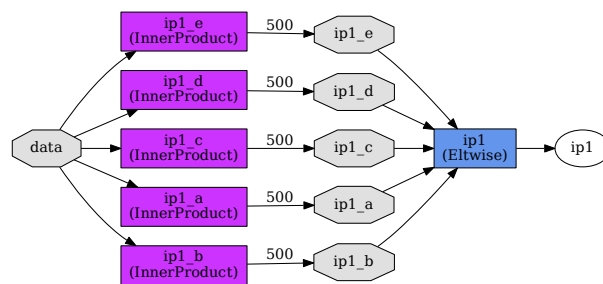 ip1_e
(InnerProduct)
500
ip1_e
ip1_d
(InnerProduct)
500
ip1_d
data
ip1_c
(InnerProduct)
500
ip1_c
ip1
(Eltwise)
ip1
ip1_a
(InnerProduct)
500
ip1_a
ip1_b
(InnerProduct)
500
ip1_b